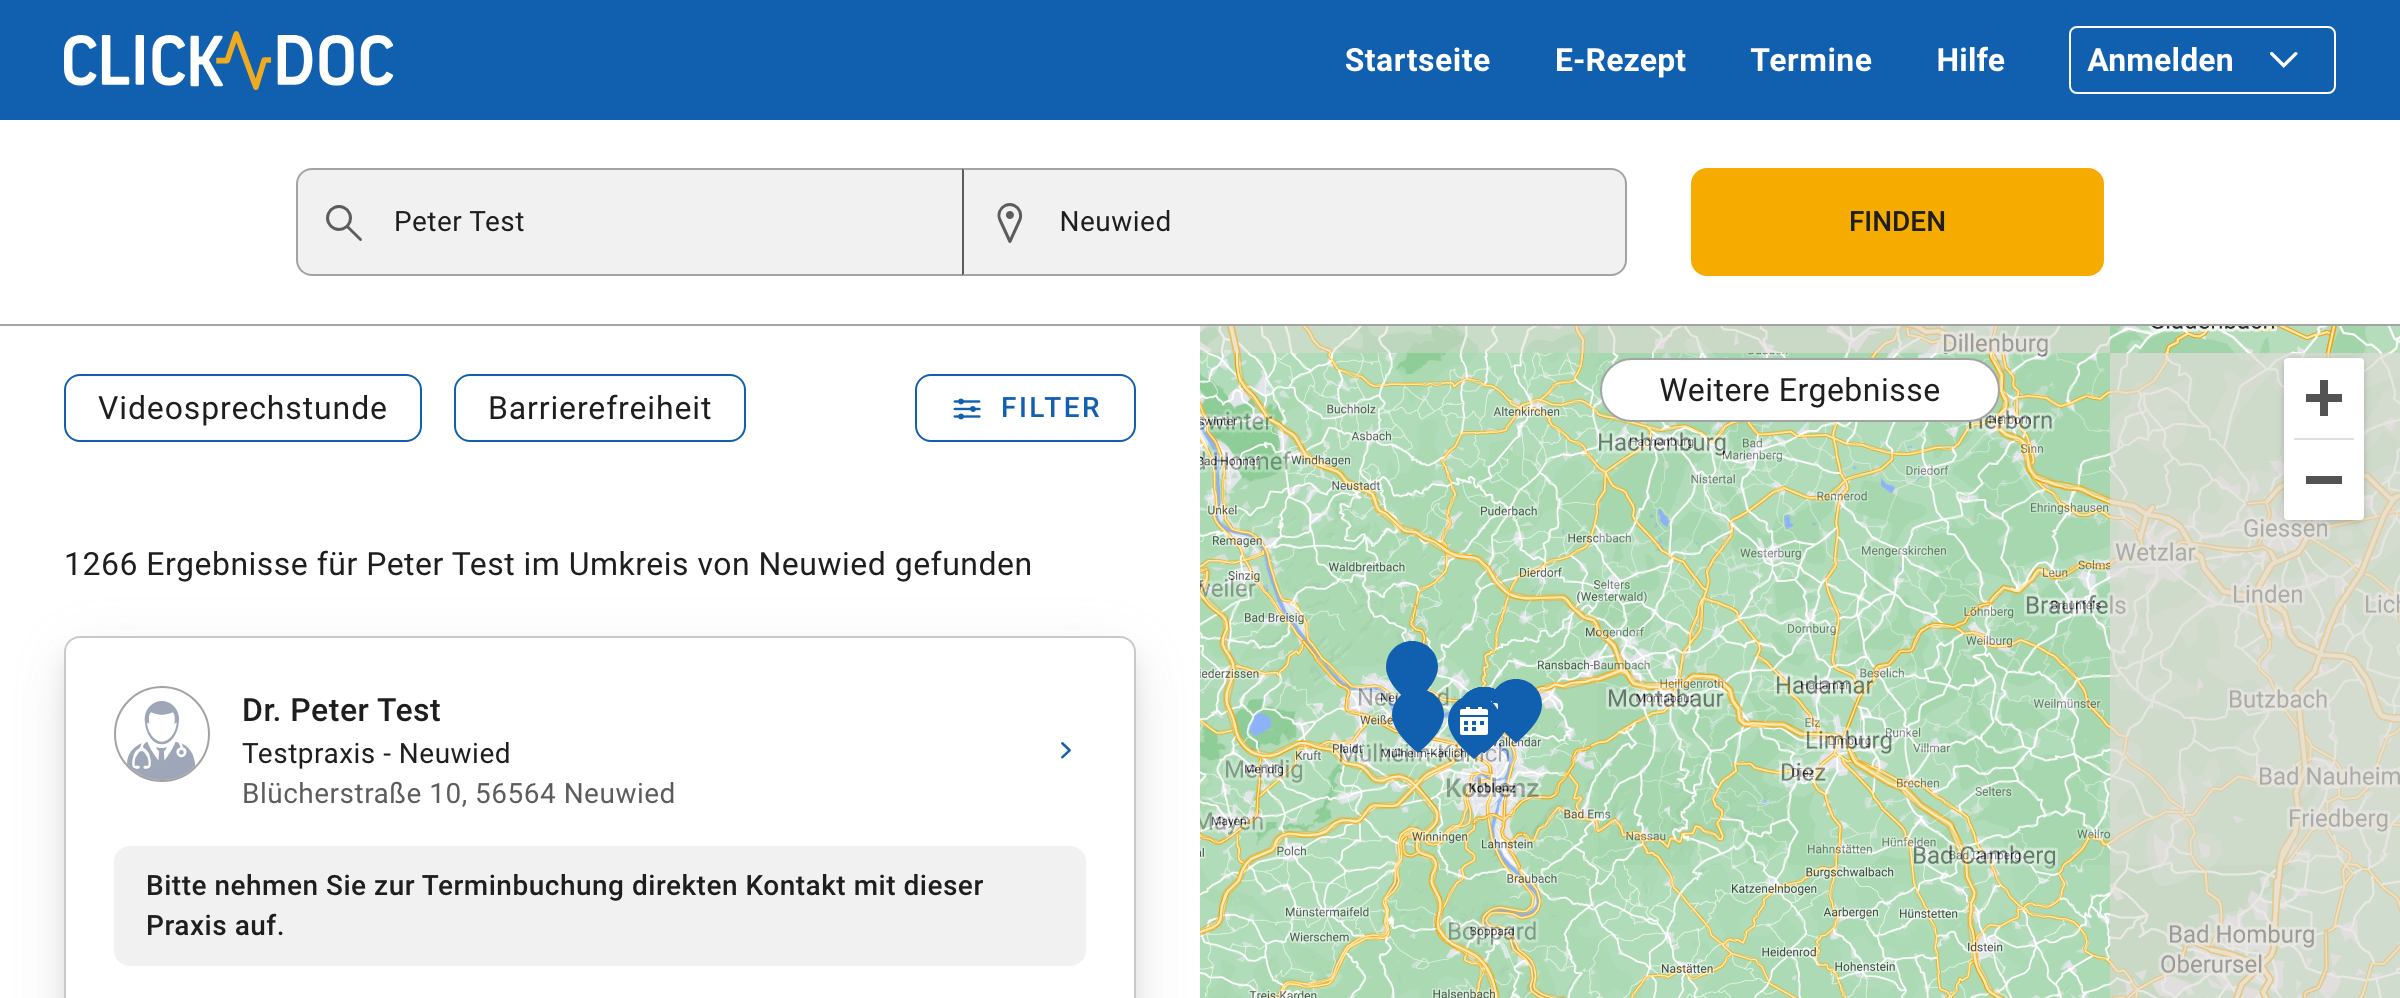 CLICKDOC
Startseite
E-Rezept
Termine
Hilfe
Anmelden
Peter Test
Neuwied
FINDEN
Videosprechstunde
Barrierefreiheit
FILTER
1266 Ergebnisse für Peter Test im Umkreis von Neuwied gefunden
Dr. Peter Test
Testpraxis - Neuwied
Blücherstraße 10, 56564 Neuwied
Bitte nehmen Sie zur Terminbuchung direkten Kontakt mit dieser
Praxis auf.
Weitere Ergebnisse
Dillenburg
Buchholz
Altenkirchen
Asbach
Hachenburg
Bad
Marienberg
Herborn
Sinn
Bad Honnef
Windhagen
Driedorf
Neustadt
Nistertal
Rennerod
Unkel
Puderbach
Ehringshausen
Giessen
Remagen
Herschbach
Westerburg
Mengerskirchen
Wetzlar
Sinzig
Waldbreitbach
Dierdorf
Selters
(Westerwald)
Leun
Solms
Linden
Bad Breisig
Löhnberg
Braunfels
Mogendorf
Dornburg
Weilburg
Ransbach-Baumbach
Heiligenroth
Montabaur
Hadamar
Beselich
Weilmünster
Butzbach
Plaidt
Kruft
Mülheim-Kärlich
Vallendar
Elz
Limburg
Runkel
Villmar
Mendig
Koblenz
Diez
Brechen
Selters
Bad Nauheim
Mayen
Winningen
Lahnstein
Bad Ems
Nassau
Friedberg
Polch
Hahnstätten
Hünfelden
Bad Camberg
Braubach
Burgschwalbach
Katzenelnbogen
Münstermaifeld
Aarbergen
Hünstetten
Wierschem
Boppard
Heidenrod
Idstein
Bad Homburg
Nastätten
Hohenstein
Oberursel
Treis-Karden
Halsenbach